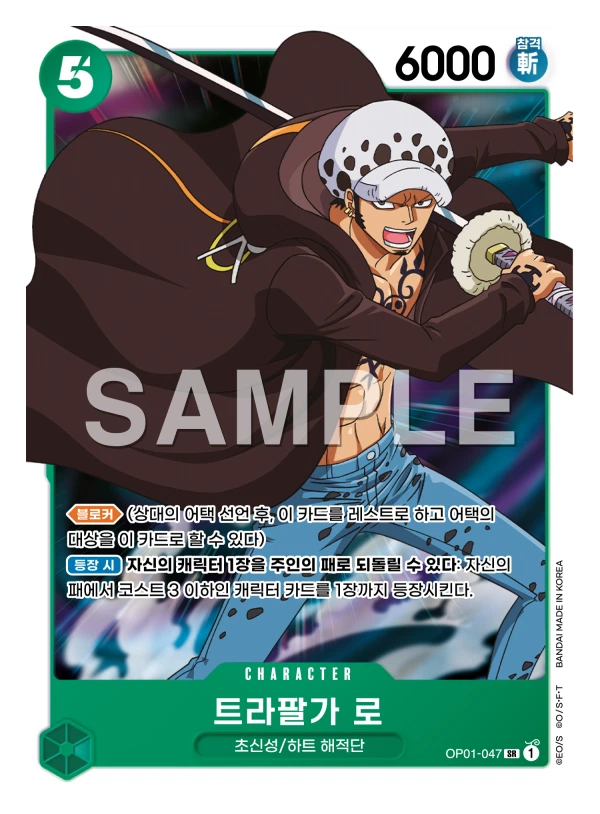 5
6000
참격
斬
SAMPLE
블로커 (상대의 어택 선언 후, 이 카드를 레스트로 하고 어택의
대상을 이 카드로 할 수 있다)
등장 시 자신의 캐릭터 1장을 주인의 패로 되돌릴 수 있다: 자신의
패에서 코스트 3 이하인 캐릭터 카드를 1장까지 등장시킨다.
CHARACTER
트라팔가 로
초신성/하트 해적단
OP01-047 SR 1
©EO/S ©O/S·F·T BANDAI MADE IN KOREA